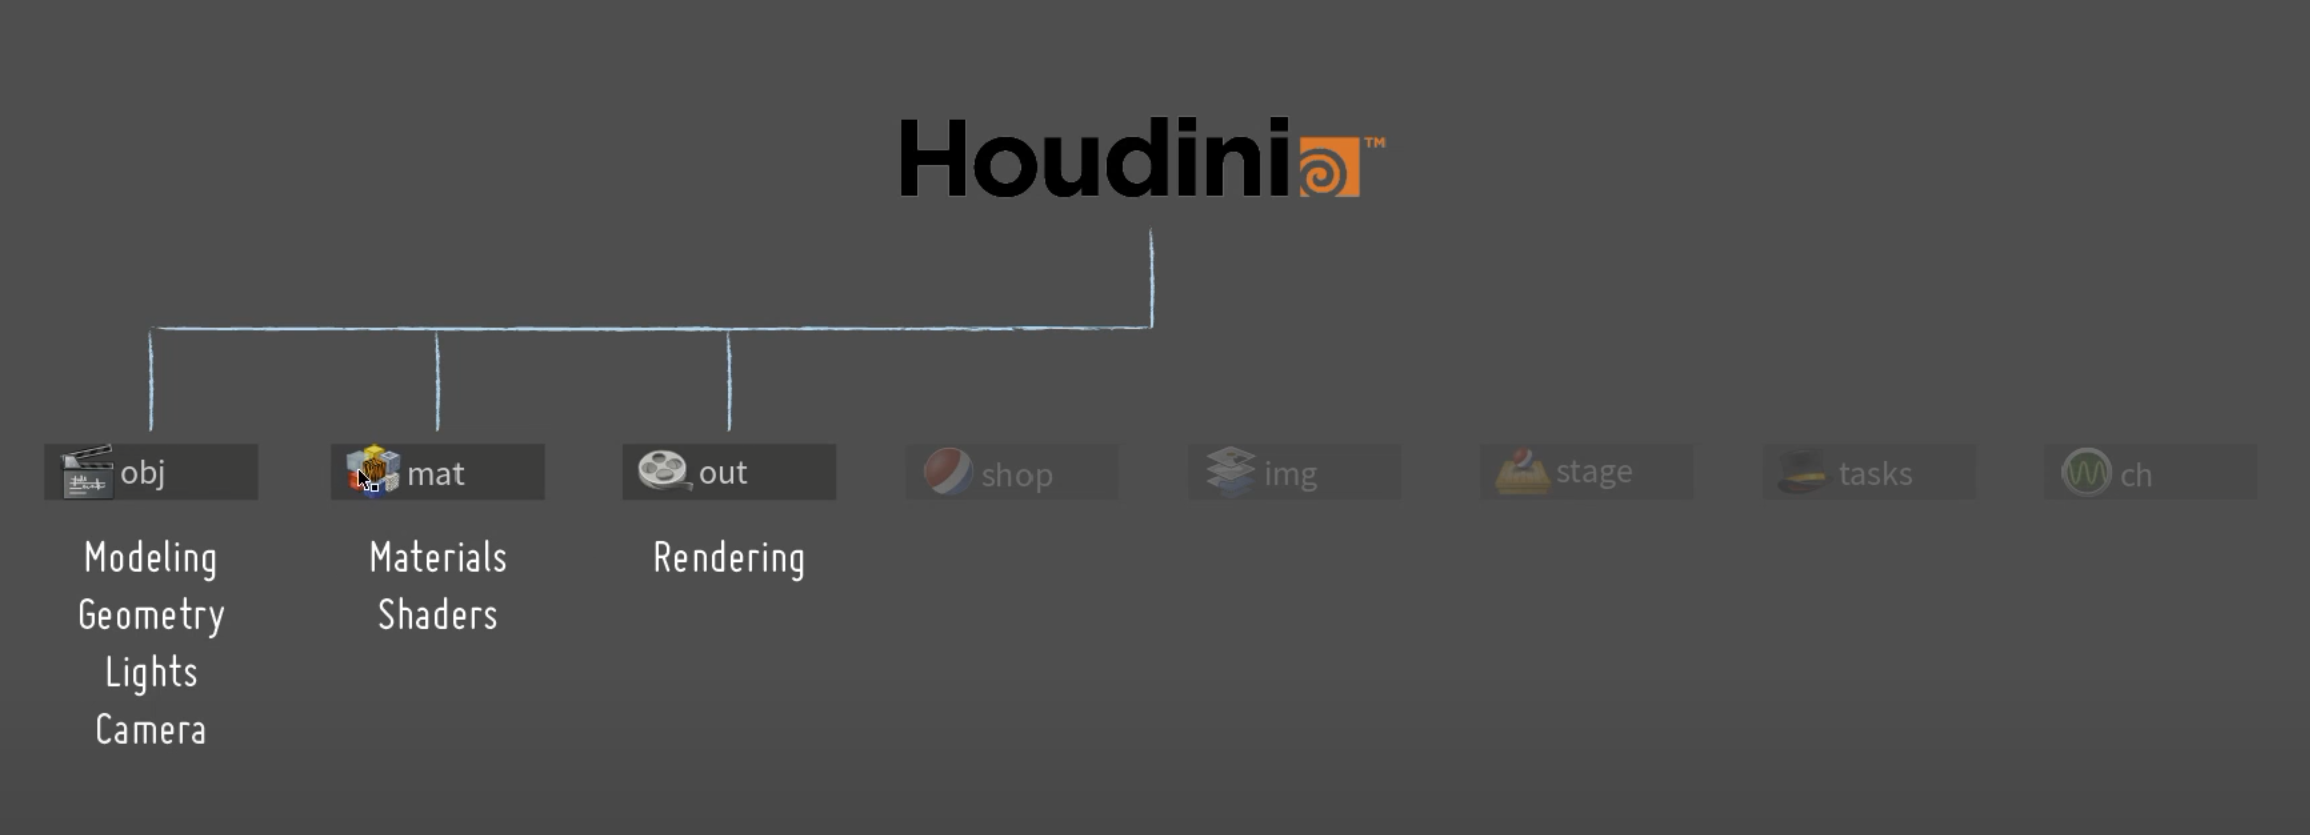 Houdini™
obj
mat
out
shop
img
stage
tasks
ch
Modeling
Geometry
Lights
Camera
Materials
Shaders
Rendering